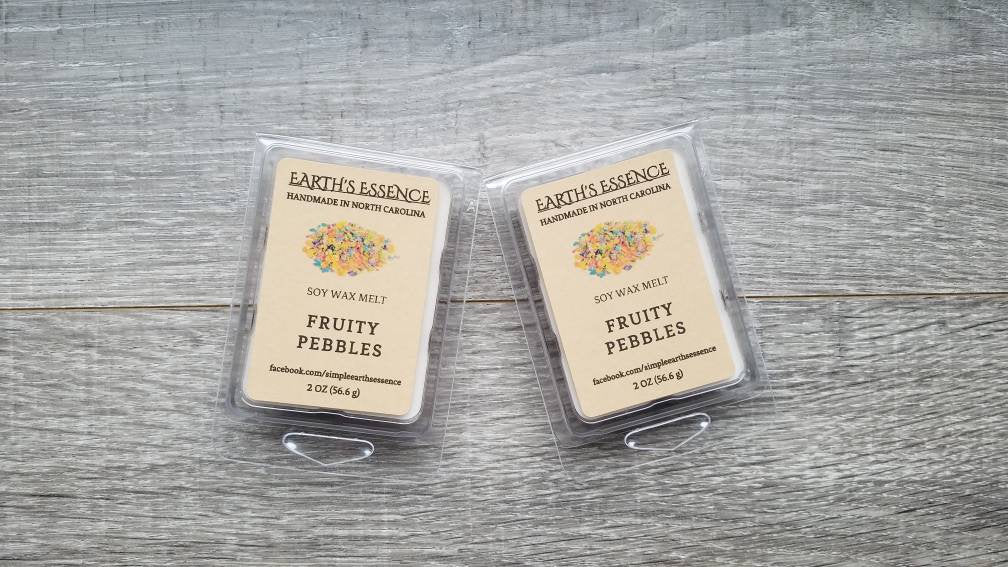 EARTH'S ESSENCE
HANDMADE IN NORTH CAROLINA
SOY WAX MELT
FRUITY
PEBBLES
facebook.com/simpleearthsessence
2 OZ (56.6 g)
EARTH'S ESSENCE
HANDMADE IN NORTH CAROLINA
SOY WAX MELT
FRUITY
PEBBLES
facebook.com/simpleearthsessence
2 OZ (56.6 g)